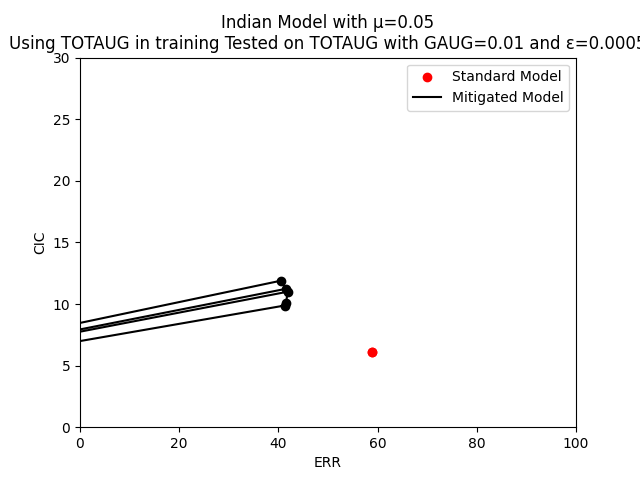 Indian Model with μ=0.05
Using TOTAUG in training Tested on TOTAUG with GAUG=0.01 and ε=0.0005
Standard Model
Mitigated Model
30
25
20
15
10
5
0
CIC
0 20 40 60 80 100
ERR